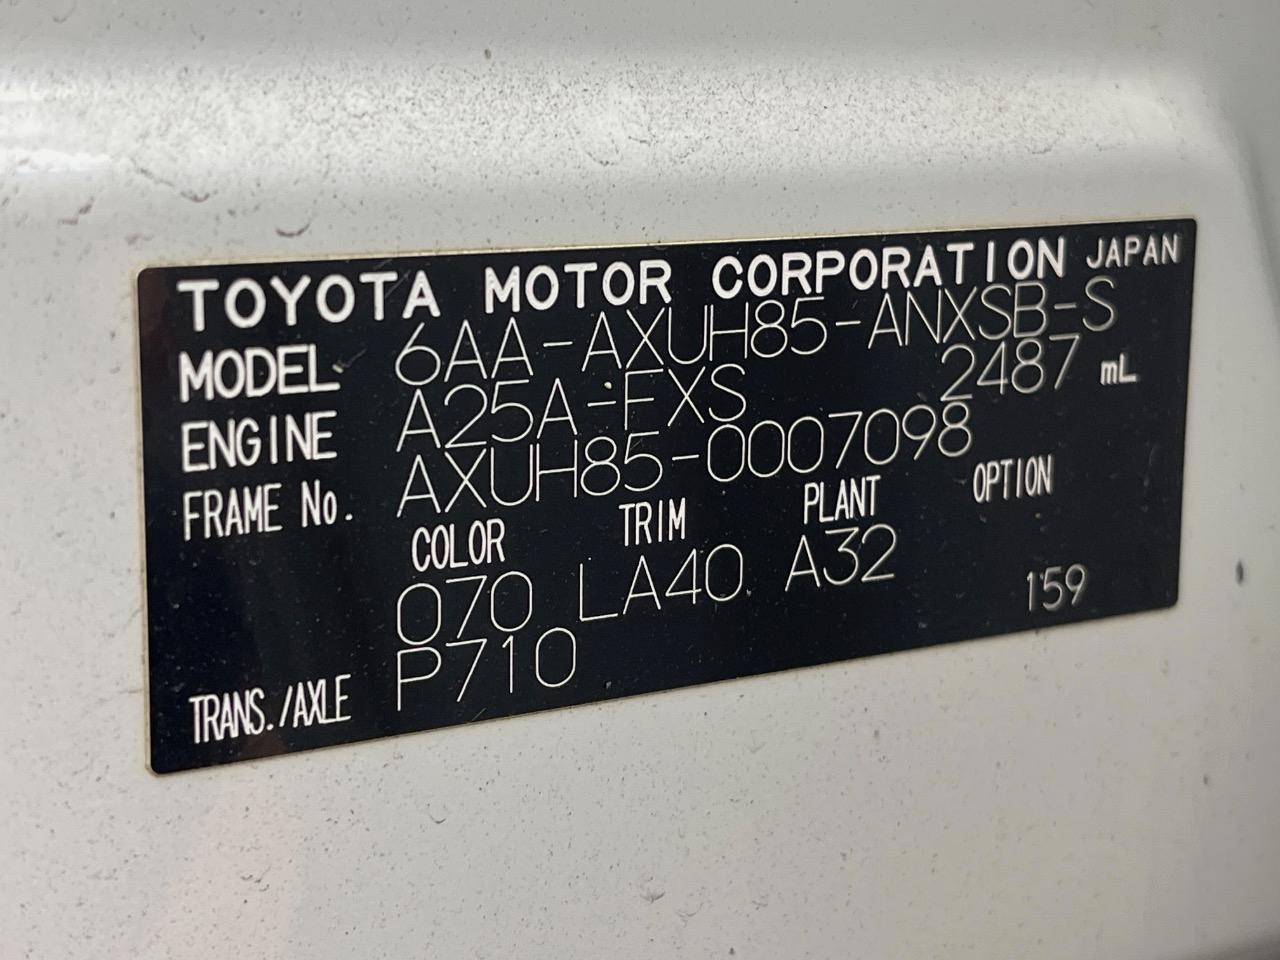 TOYOTA MOTOR CORPORATION JAPAN
MODEL 6AA-AXUH85-ANXSB-S
ENGINE A25A-FXS 2487 mL
FRAME No. AXUH85-0007098
COLOR TRIM PLANT OPTION
070 LA40 A32
159
TRANS./AXLE P710